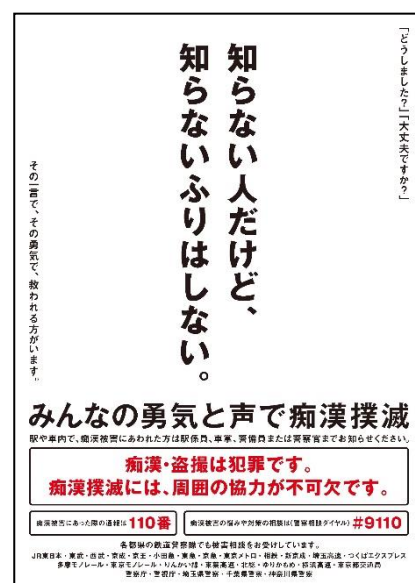 「どうしました？」「大丈夫ですか？」
知らない人だけど、
知らないふりはしない。
その一言で、その勇気で、救われる方がいます。
みんなの勇気と声で痴漢撲滅
駅や車内で、痴漢被害にあわれた方は駅係員、車掌、警備員または警察官までお知らせください。
痴漢・盗撮は犯罪です。
痴漢撲滅には、周囲の協力が不可欠です。
痴漢被害にあった際の通報は 110番
痴漢被害の悩みや対策の相談は(警察相談ダイヤル) #9110
各都県の鉄道警察隊でも被害相談をお受けしています。
JR東日本・東武・西武・京成・京王・小田急・東急・京急・東京メトロ・相鉄・新京成・埼玉高速・つくばエクスプレス
多摩モノレール・東京モノレール・りんかい線・東葉高速・北総・ゆりかもめ・横浜高速・東京都交通局
警察庁・警視庁・埼玉県警察・千葉県警察・神奈川県警察